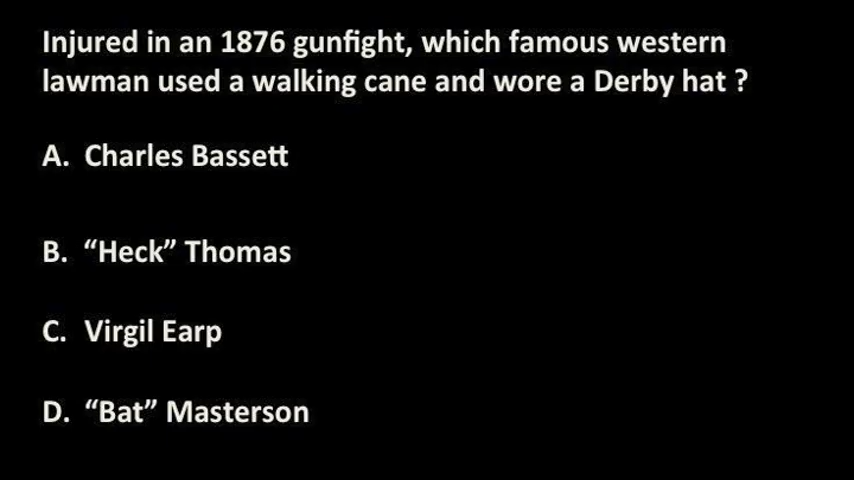 Injured in an 1876 gunfight, which famous western
lawman used a walking cane and wore a Derby hat ?
A. Charles Bassett
B. “Heck” Thomas
C. Virgil Earp
D. “Bat” Masterson